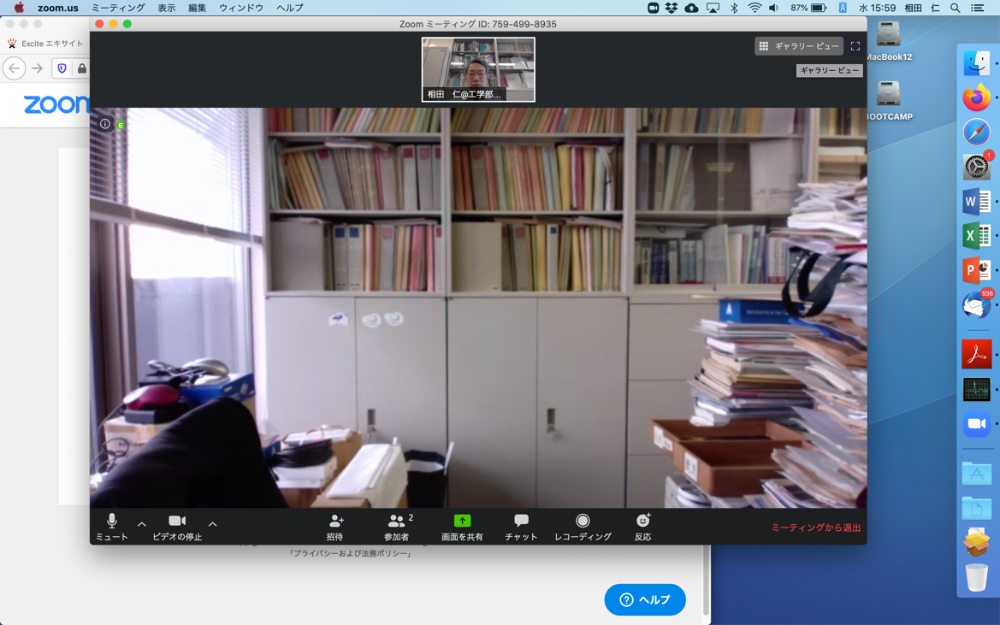 zoom.us ミーティング 表示 編集 ウィンドウ ヘルプ
87% A 水 15:59 相田 仁
Excite エキサイト
zoom
Zoom ミーティング ID: 759-499-8935
相田 仁@工学部...
ギャラリー ビュー
ギャラリー ビュー
E
MacBook12
BOOTCAMP
1
W
X
P
536
ミュート
ビデオの停止
招待
2
参加者
画面を共有
チャット
レコーディング
反応
ミーティングから退出
「プライバシーおよび法務ポリシー」
? ヘルプ